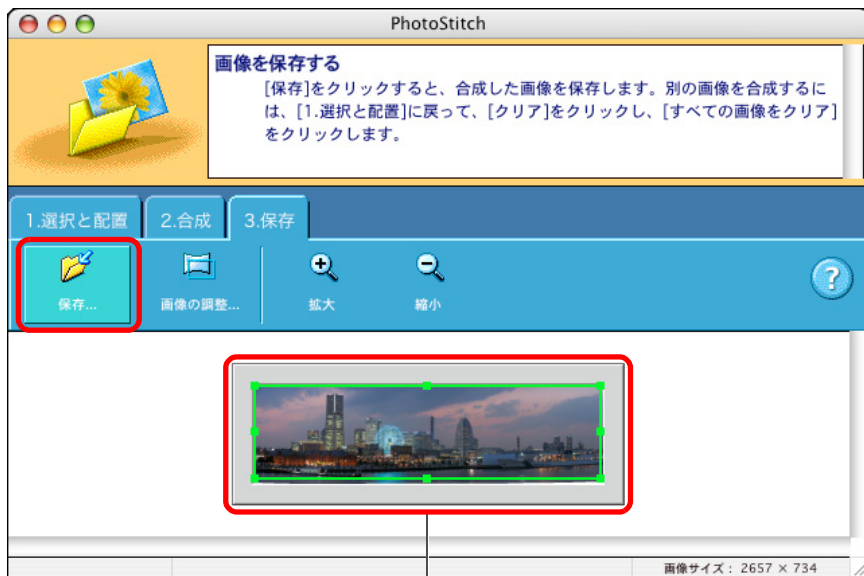 PhotoStitch
画像を保存する
[保存]をクリックすると、合成した画像を保存します。別の画像を合成するに
は、[1.選択と配置]に戻って、[クリア]をクリックし、[すべての画像をクリア]
をクリックします。
1.選択と配置 2.合成 3.保存
保存... 画像の調整... 拡大 縮小 ?
画像サイズ： 2657 × 734